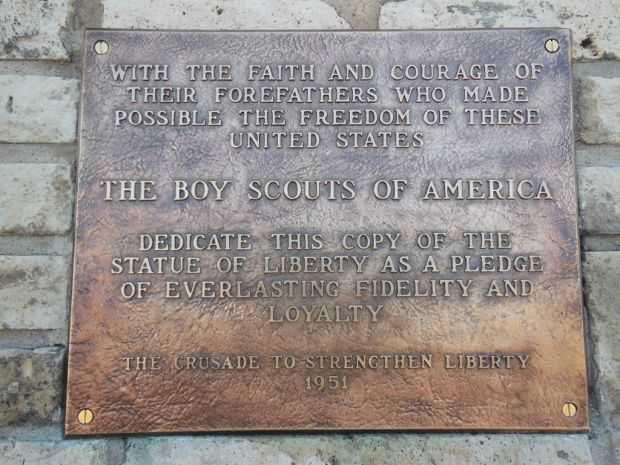 WITH THE FAITH AND COURAGE OF
THEIR FOREFATHERS WHO MADE
POSSIBLE THE FREEDOM OF THESE
UNITED STATES
THE BOY SCOUTS OF AMERICA
DEDICATE THIS COPY OF THE
STATUE OF LIBERTY AS A PLEDGE
OF EVERLASTING FIDELITY AND
LOYALTY
THE CRUSADE TO STRENGTHEN LIBERTY
1951